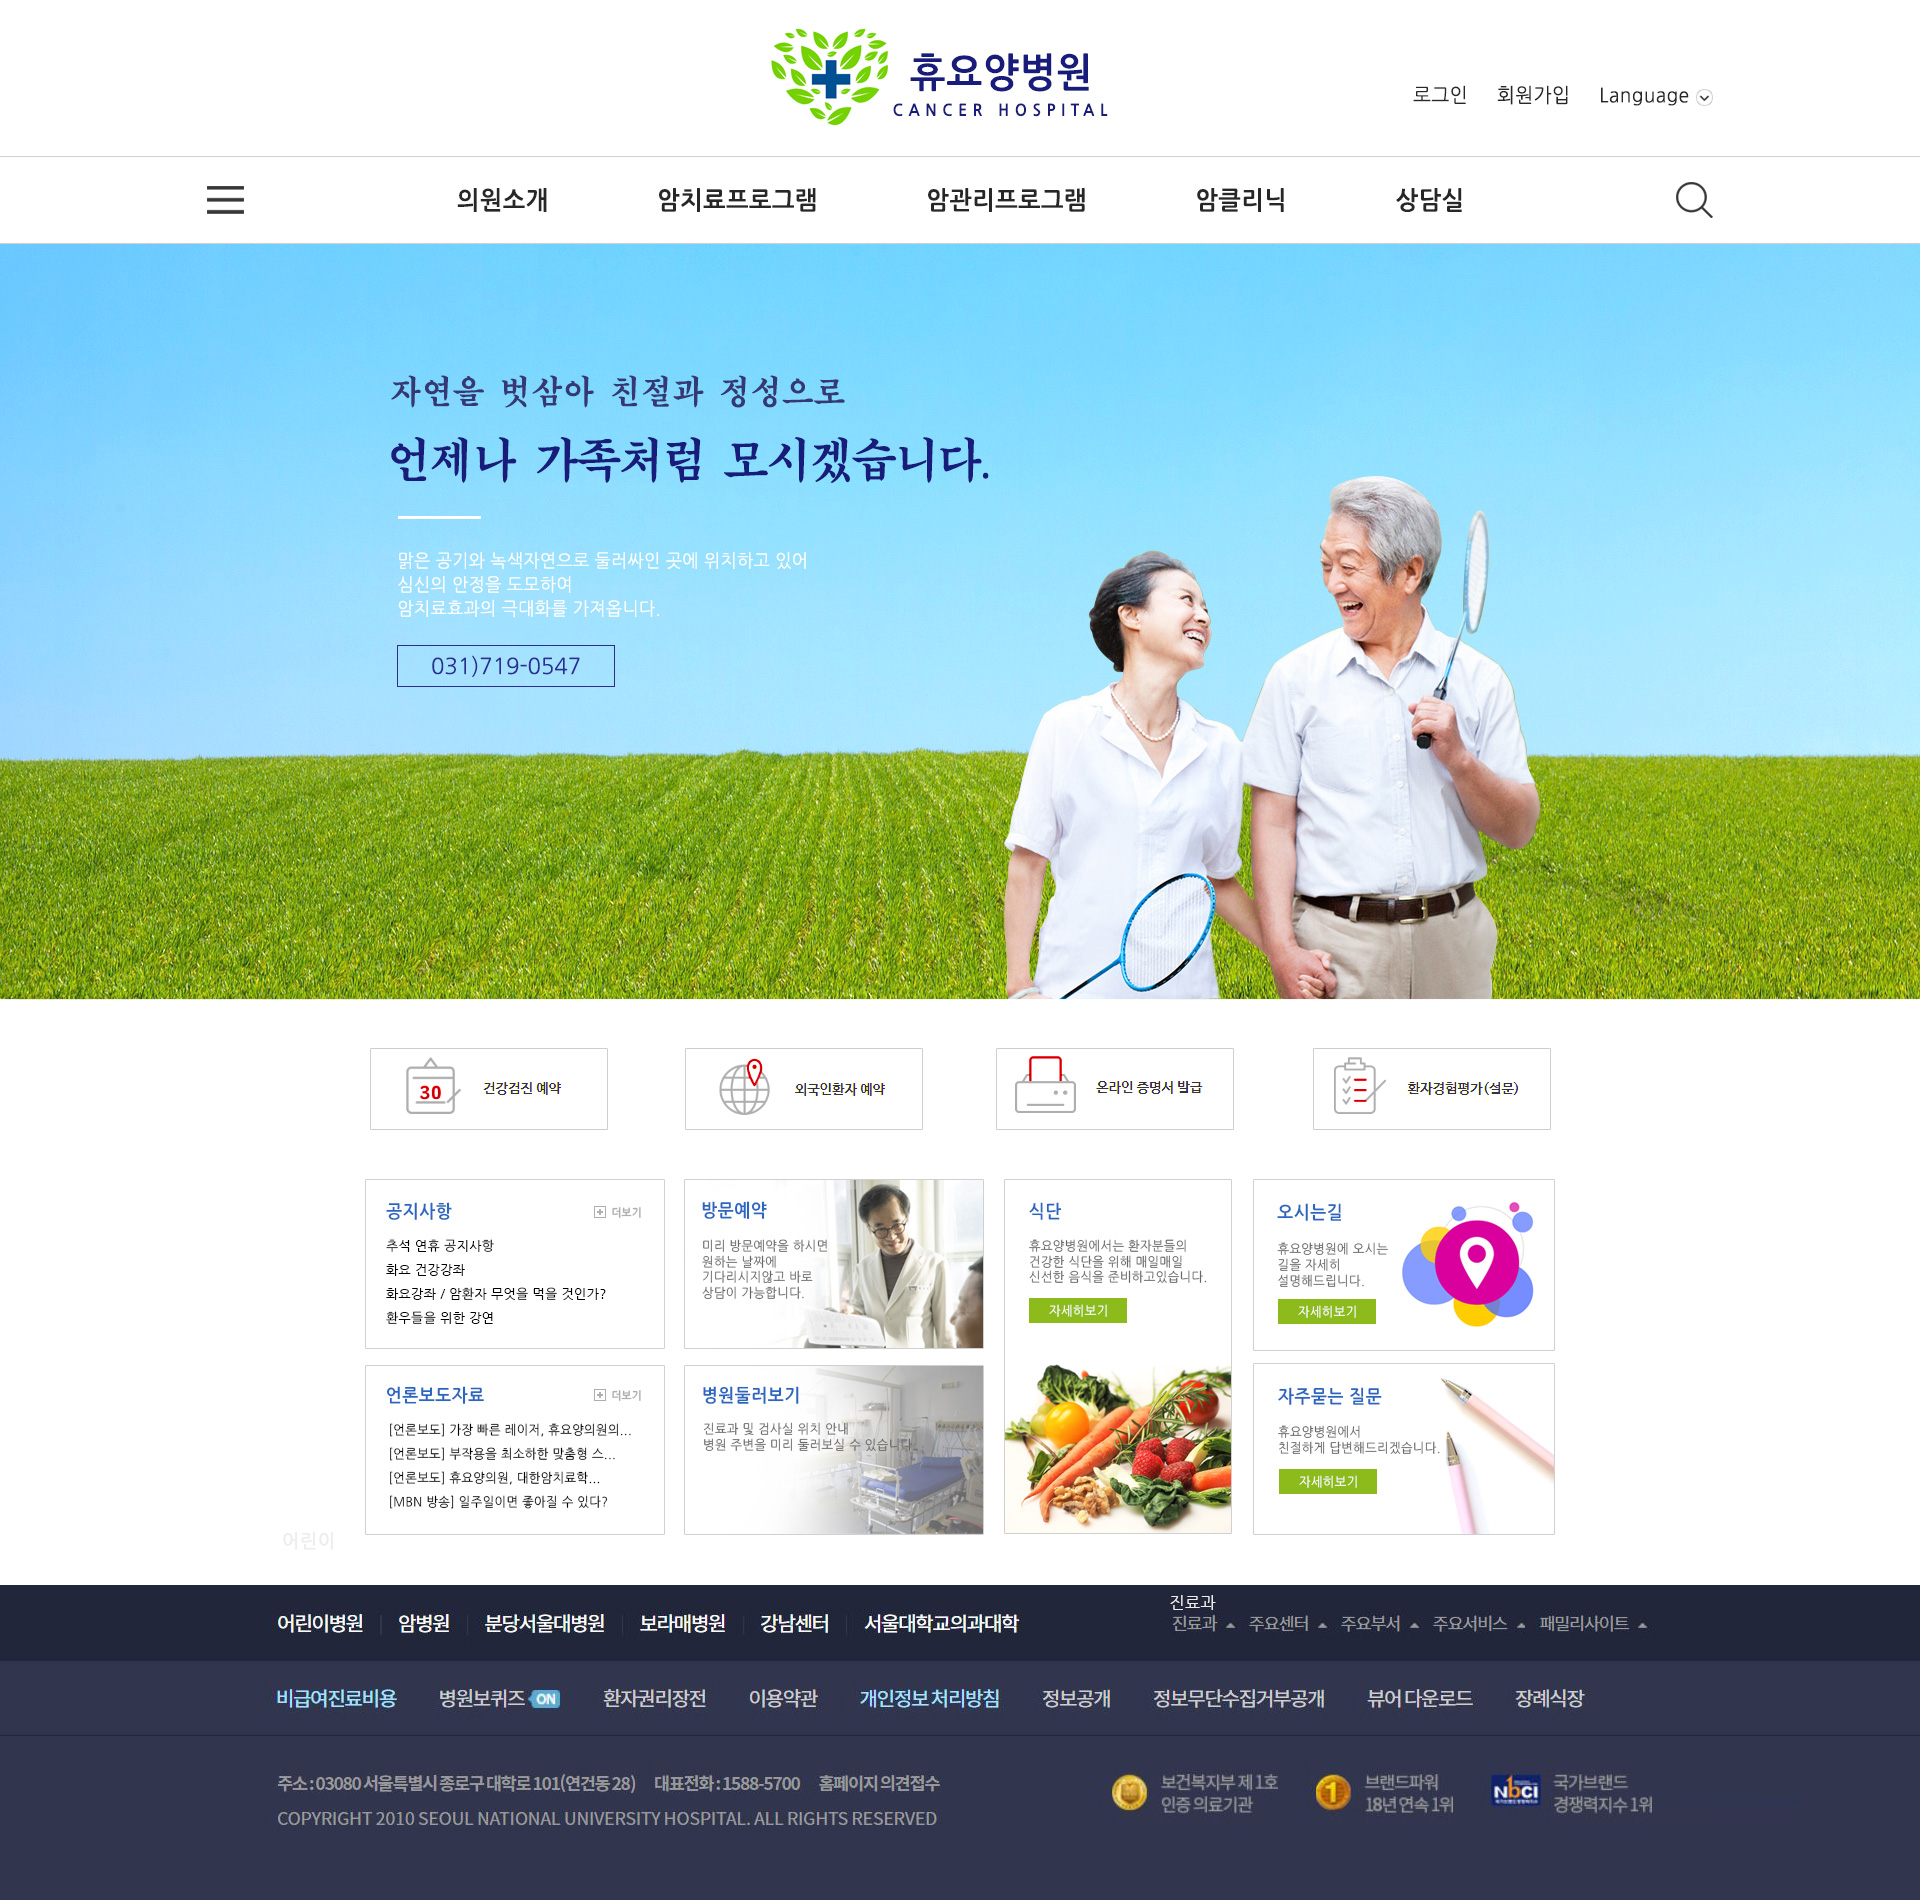 휴요양병원
CANCER HOSPITAL
로그인 회원가입 Language
의원소개 암치료프로그램 암관리프로그램 암클리닉 상담실
자연을 벗삼아 친절과 정성으로
언제나 가족처럼 모시겠습니다.
맑은 공기와 녹색자연으로 둘러싸인 곳에 위치하고 있어
심신의 안정을 도모하여
암치료효과의 극대화를 가져옵니다.
031)719-0547
30 건강검진 예약
외국인환자 예약
온라인 증명서 발급
환자경험평가(설문)
공지사항 더보기
추석 연휴 공지사항
화요 건강강좌
화요강좌 / 암환자 무엇을 먹을 것인가?
환우들을 위한 강연
방문예약
미리 방문예약을 하시면
원하는 날짜에
기다리시지않고 바로
상담이 가능합니다.
식단
휴요양병원에서는 환자분들의
건강한 식단을 위해 매일매일
신선한 음식을 준비하고있습니다.
자세히보기
오시는길
휴요양병원에 오시는
길을 자세히
설명해드립니다.
자세히보기
언론보도자료 더보기
[언론보도] 가장 빠른 레이저, 휴요양의원의...
[언론보도] 부작용을 최소하한 맞춤형 스...
[언론보도] 휴요양의원, 대한암치료학...
[MBN 방송] 일주일이면 좋아질 수 있다?
병원둘러보기
진료과 및 검사실 위치 안내
병원 주변을 미리 둘러보실 수 있습니다.
자주묻는 질문
휴요양병원에서
친절하게 답변해드리겠습니다.
자세히보기
어린이
어린이병원 암병원 분당서울대병원 보라매병원 강남센터 서울대학교의과대학
진료과
진료과 주요센터 주요부서 주요서비스 패밀리사이트
비급여진료비용 병원보퀴즈 ON 환자권리장전 이용약관 개인정보 처리방침 정보공개 정보무단수집거부공개 뷰어 다운로드 장례식장
주소 : 03080 서울특별시 종로구 대학로 101(연건동 28) 대표전화 : 1588-5700 홈페이지 의견접수
COPYRIGHT 2010 SEOUL NATIONAL UNIVERSITY HOSPITAL. ALL RIGHTS RESERVED
보건복지부 제 1호
인증 의료기관
1
브랜드파워
18년 연속 1위
NbCI
국가브랜드
경쟁력지수 1위